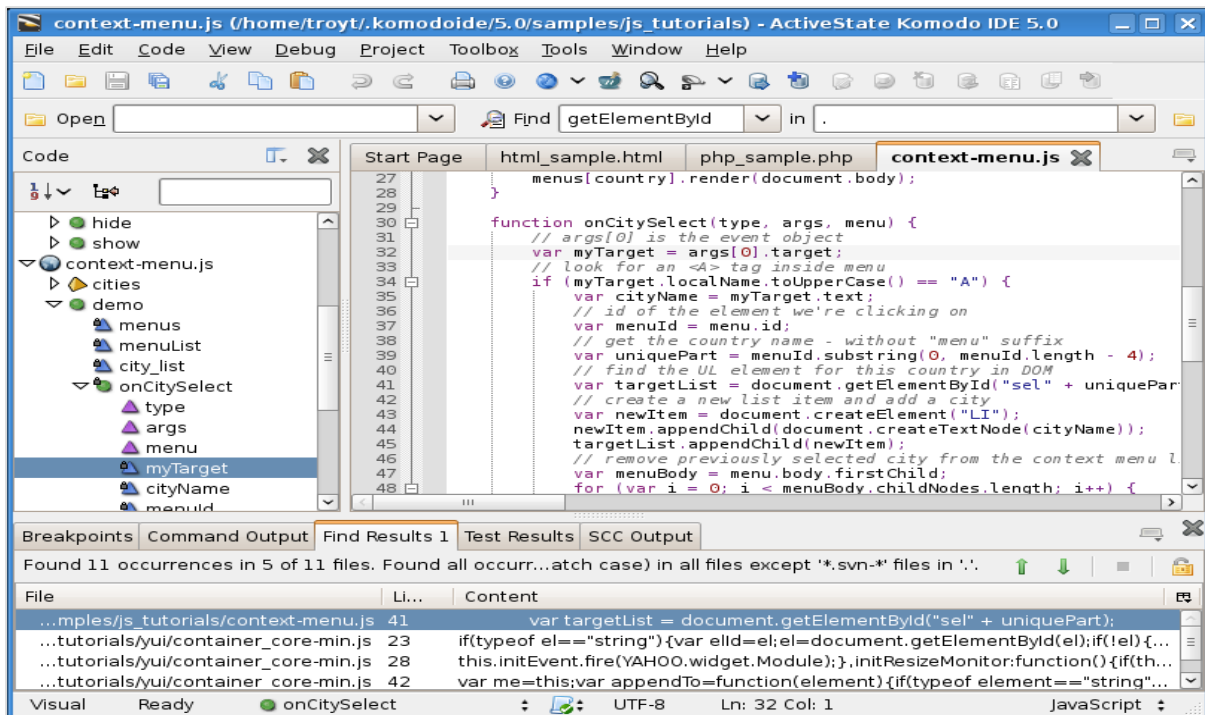 context-menu.js (/home/troyt/.komodoide/5.0/samples/js_tutorials) - ActiveState Komodo IDE 5.0
File Edit Code View Debug Project Toolbox Tools Window Help
Open Find getElementById in .
Code
Start Page html_sample.html php_sample.php context-menu.js
hide
show
context-menu.js
cities
demo
menus
menuList
city_list
onCitySelect
type
args
menu
myTarget
cityName
menuId
27 menus[country].render(document.body);
28 }
29
30 function onCitySelect(type, args, menu) {
31 // args[0] is the event object
32 var myTarget = args[0].target;
33 // look for an <A> tag inside menu
34 if (myTarget.localName.toUpperCase() == "A") {
35 var cityName = myTarget.text;
36 // id of the element we're clicking on
37 var menuId = menu.id;
38 // get the country name - without "menu" suffix
39 var uniquePart = menuId.substring(0, menuId.length - 4);
40 // find the UL element for this country in DOM
41 var targetList = document.getElementById("sel" + uniquePar
42 // create a new list item and add a city
43 var newItem = document.createElement("LI");
44 newItem.appendChild(document.createTextNode(cityName));
45 targetList.appendChild(newItem);
46 // remove previously selected city from the context menu l
47 var menuBody = menu.body.firstChild;
48 for (var i = 0; i < menuBody.childNodes.length; i++) {
Breakpoints Command Output Find Results 1 Test Results SCC Output
Found 11 occurrences in 5 of 11 files. Found all occurr...atch case) in all files except '*.svn-*' files in '.'.
File Li... Content
...mples/js_tutorials/context-menu.js 41 var targetList = document.getElementById("sel" + uniquePart);
...tutorials/yui/container_core-min.js 23 if(typeof el=="string"){var elId=el;el=document.getElementById(el);if(!el){...
...tutorials/yui/container_core-min.js 28 this.initEvent.fire(YAHOO.widget.Module);},initResizeMonitor:function(){if(th...
...tutorials/yui/container_core-min.js 42 var me=this;var appendTo=function(element){if(typeof element=="string"...
Visual Ready onCitySelect UTF-8 Ln: 32 Col: 1 JavaScript